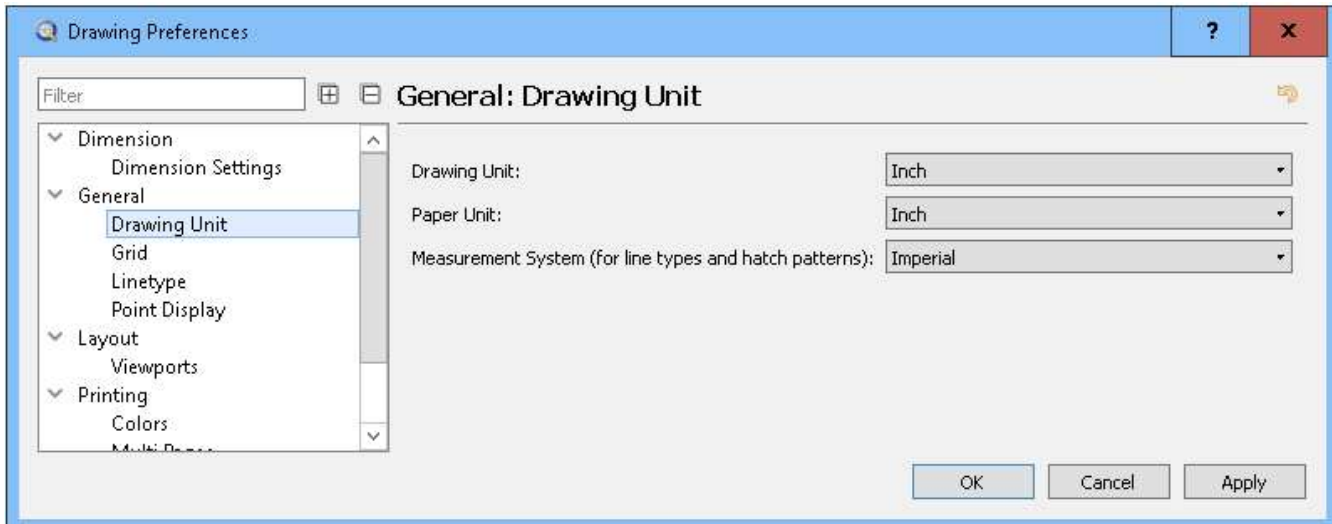 Drawing Preferences
?
x
Filter
General: Drawing Unit
Dimension
Dimension Settings
General
Drawing Unit
Grid
Linetype
Point Display
Layout
Viewports
Printing
Colors
Drawing Unit:
Inch
Paper Unit:
Inch
Measurement System (for line types and hatch patterns):
Imperial
OK
Cancel
Apply